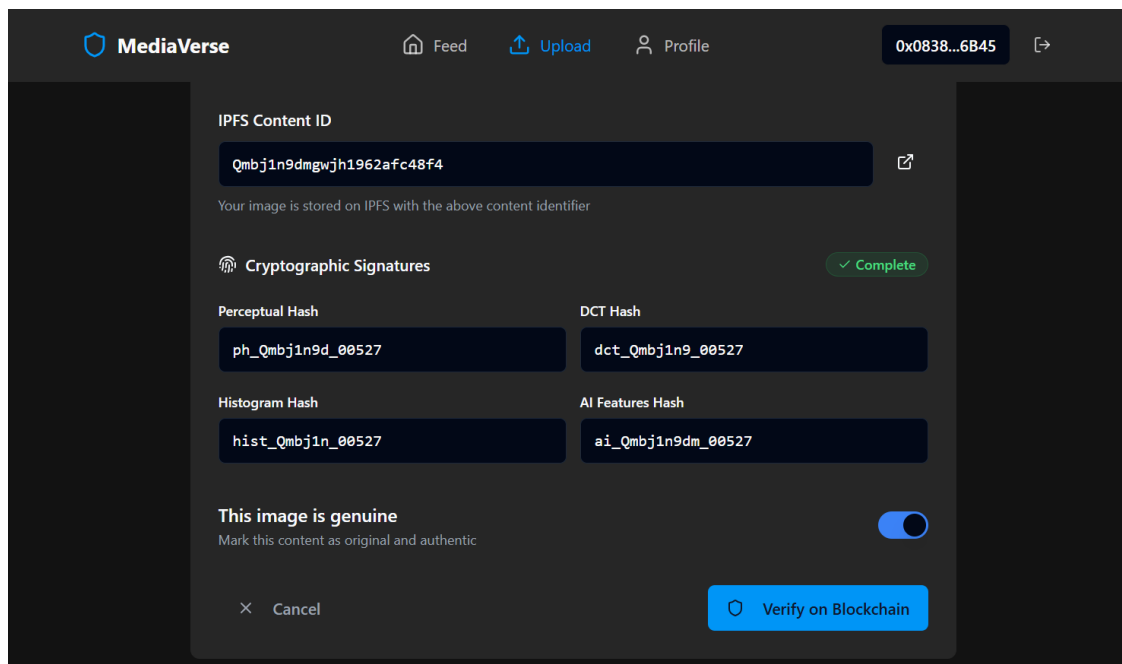 MediaVerse
Feed
Upload
Profile
0x0838...6B45
IPFS Content ID
Qmbj1n9dmgwjh1962afc48f4
Your image is stored on IPFS with the above content identifier
Cryptographic Signatures
Complete
Perceptual Hash
DCT Hash
ph_Qmbj1n9d_00527
dct_Qmbj1n9_00527
Histogram Hash
AI Features Hash
hist_Qmbj1n_00527
ai_Qmbj1n9dm_00527
This image is genuine
Mark this content as original and authentic
Cancel
Verify on Blockchain